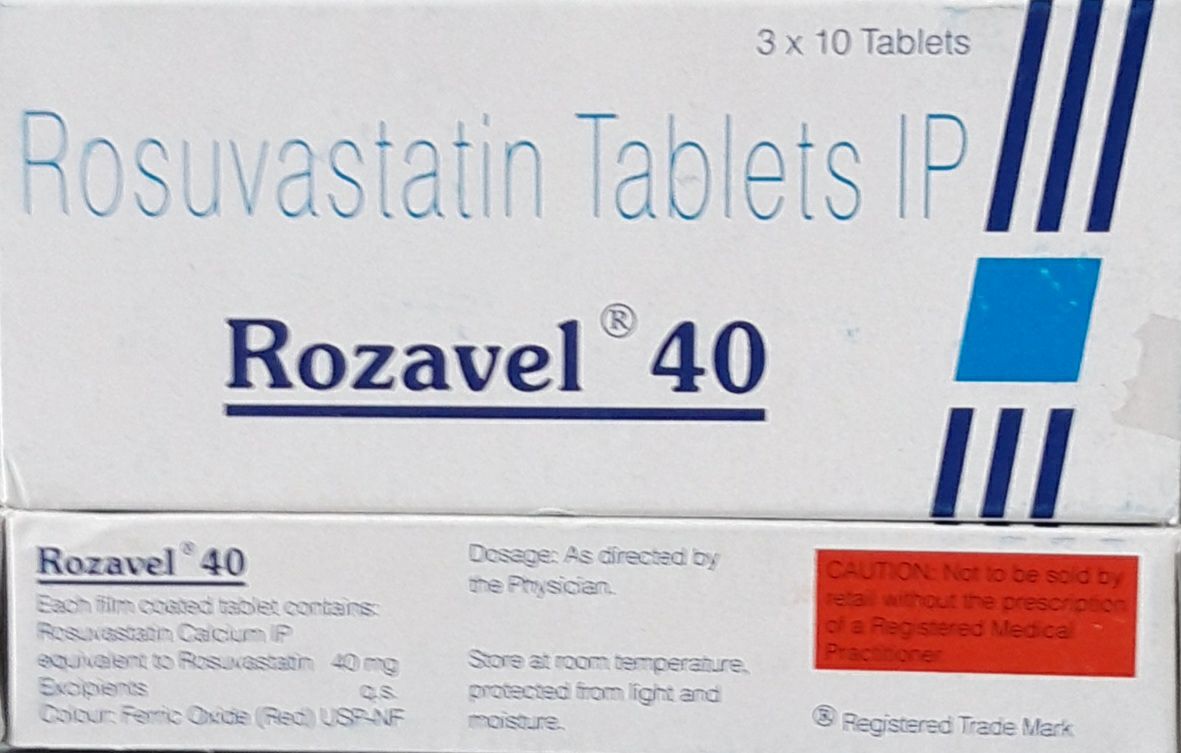 3 x 10 Tablets
Rosuvastatin Tablets IP
Rozavel® 40
Rozavel® 40
Each film coated tablet contains:
Rosuvastatin Calcium IP
equivalent to Rosuvastatin 40 mg
Excipients q.s.
Colour: Ferric Oxide (Red) USP-NF
Dosage: As directed by
the Physician.
Store at room temperature,
protected from light and
moisture.
CAUTION: Not to be sold by
retail without the prescription
of a Registered Medical
Practitioner.
® Registered Trade Mark